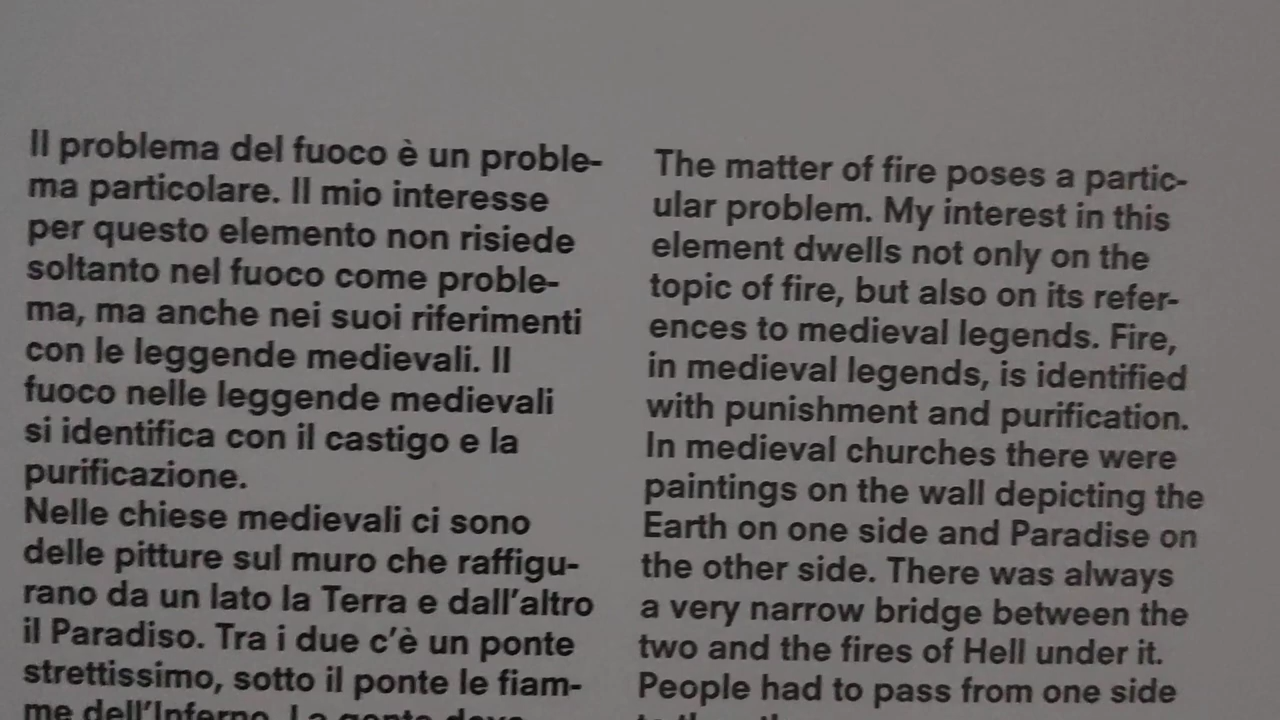 Il problema del fuoco è un proble-
ma particolare. Il mio interesse
per questo elemento non risiede
soltanto nel fuoco come proble-
ma, ma anche nei suoi riferimenti
con le leggende medievali. Il
fuoco nelle leggende medievali
si identifica con il castigo e la
purificazione.
Nelle chiese medievali ci sono
delle pitture sul muro che raffigu-
rano da un lato la Terra e dall'altro
il Paradiso. Tra i due c'è un ponte
strettissimo, sotto il ponte le fiam-
me dell'Inferno. La gente deve
The matter of fire poses a partic-
ular problem. My interest in this
element dwells not only on the
topic of fire, but also on its refer-
ences to medieval legends. Fire,
in medieval legends, is identified
with punishment and purification.
In medieval churches there were
paintings on the wall depicting the
Earth on one side and Paradise on
the other side. There was always
a very narrow bridge between the
two and the fires of Hell under it.
People had to pass from one side